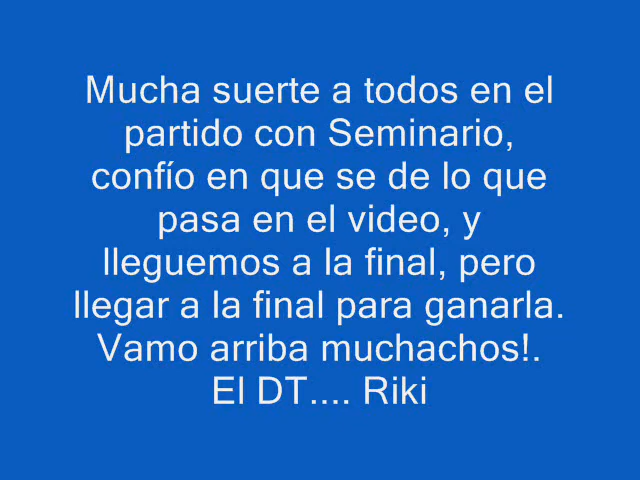 Mucha suerte a todos en el
partido con Seminario,
confío en que se de lo que
pasa en el video, y
lleguemos a la final, pero
llegar a la final para ganarla.
Vamo arriba muchachos!.
El DT.... Riki